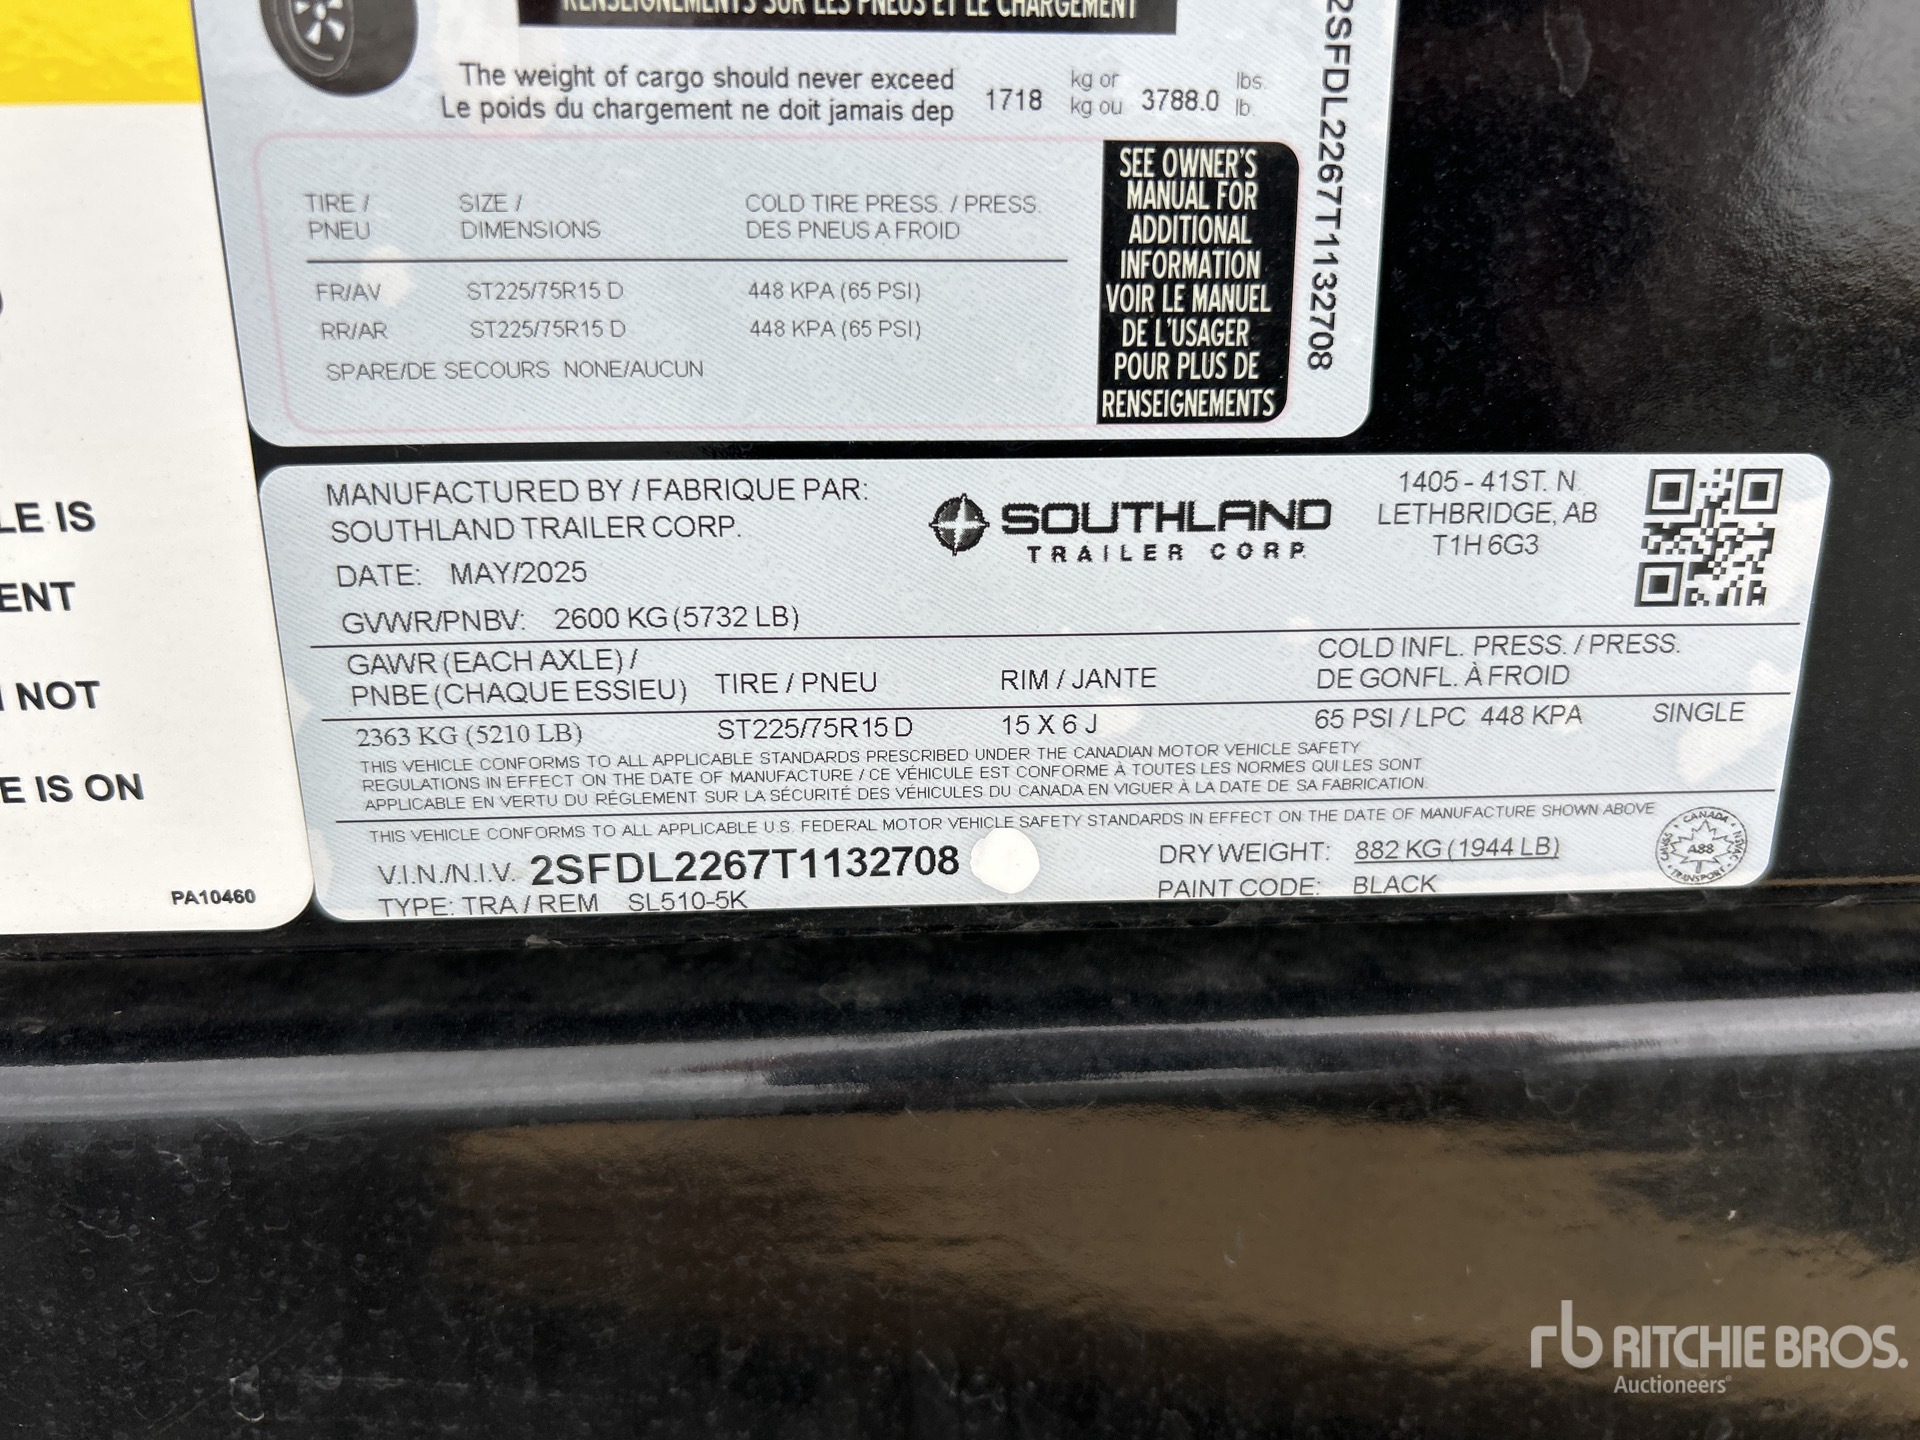 RENSEIGNEMENTS SUR LES PNEUS ET LE CHARGEMENT
The weight of cargo should never exceed
Le poids du chargement ne doit jamais dep
1718 kg or kg ou 3788.0 lbs. lb.
TIRE / PNEU
SIZE / DIMENSIONS
COLD TIRE PRESS. / PRESS. DES PNEUS A FROID
FR/AV ST225/75R15 D 448 KPA (65 PSI)
RR/AR ST225/75R15 D 448 KPA (65 PSI)
SPARE/DE SECOURS NONE/AUCUN
SEE OWNER'S
MANUAL FOR
ADDITIONAL
INFORMATION
VOIR LE MANUEL
DE L'USAGER
POUR PLUS DE
RENSEIGNEMENTS
2SFDL2267T1132708
LE IS
ENT
NOT
E IS ON
PA10460
MANUFACTURED BY / FABRIQUE PAR:
SOUTHLAND TRAILER CORP.
SOUTHLAND
TRAILER CORP.
1405 - 41ST. N.
LETHBRIDGE, AB
T1H 6G3
DATE: MAY/2025
GVWR/PNBV: 2600 KG (5732 LB)
GAWR (EACH AXLE) /
PNBE (CHAQUE ESSIEU)
TIRE / PNEU
RIM / JANTE
COLD INFL. PRESS. / PRESS.
DE GONFL. À FROID
2363 KG (5210 LB) ST225/75R15 D 15 X 6 J 65 PSI / LPC 448 KPA SINGLE
THIS VEHICLE CONFORMS TO ALL APPLICABLE STANDARDS PRESCRIBED UNDER THE CANADIAN MOTOR VEHICLE SAFETY
REGULATIONS IN EFFECT ON THE DATE OF MANUFACTURE / CE VÉHICULE EST CONFORME À TOUTES LES NORMES QUI LES SONT
APPLICABLE EN VERTU DU RÉGLEMENT SUR LA SÉCURITÉ DES VÉHICULES DU CANADA EN VIGUER À LA DATE DE SA FABRICATION.
THIS VEHICLE CONFORMS TO ALL APPLICABLE U.S. FEDERAL MOTOR VEHICLE SAFETY STANDARDS IN EFFECT ON THE DATE OF MANUFACTURE SHOWN ABOVE
V.I.N./N.I.V. 2SFDL2267T1132708
DRY WEIGHT: 882 KG (1944 LB)
TYPE: TRA / REM SL510-5K
PAINT CODE: BLACK
CANADA
A88
TRANSPORT
rb RITCHIE BROS.
Auctioneers